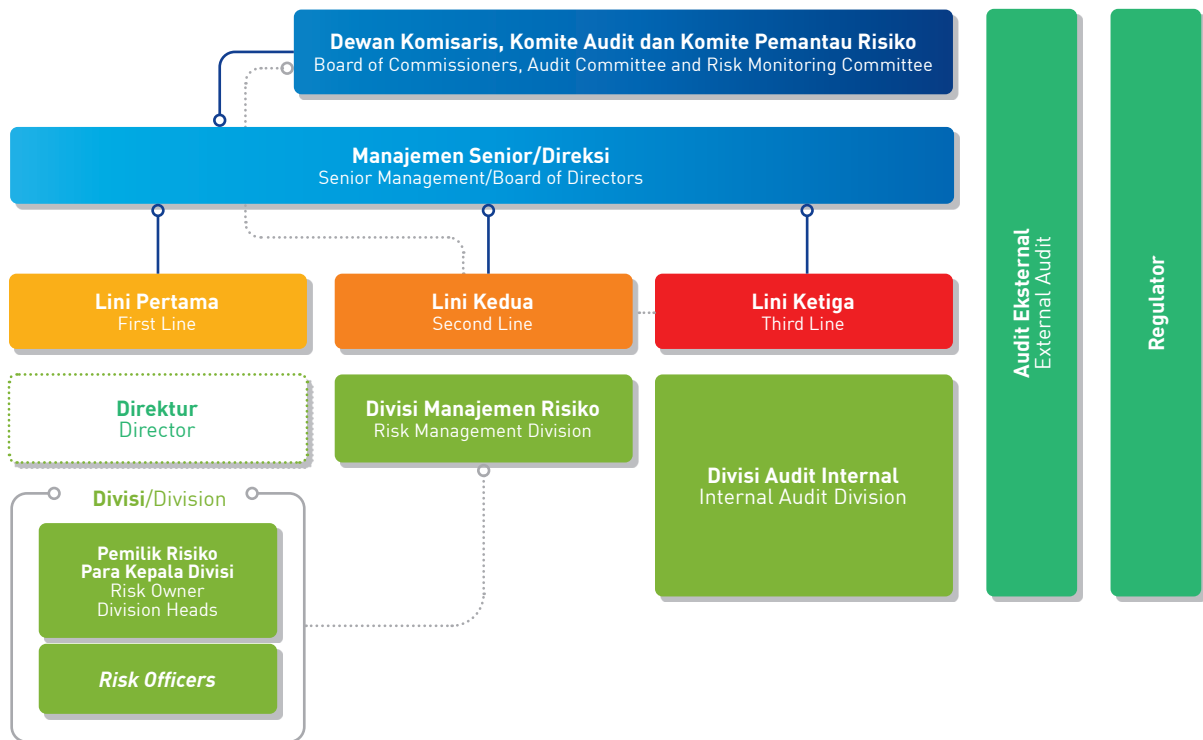 Dewan Komisaris, Komite Audit dan Komite Pemantau Risiko
Board of Commissioners, Audit Committee and Risk Monitoring Committee
Manajemen Senior/Direksi
Senior Management/Board of Directors
Lini Pertama
First Line
Lini Kedua
Second Line
Lini Ketiga
Third Line
Direktur
Director
Divisi Manajemen Risiko
Risk Management Division
Divisi Audit Internal
Internal Audit Division
Divisi/Division
Pemilik Risiko
Para Kepala Divisi
Risk Owner
Division Heads
Risk Officers
Audit Eksternal
External Audit
Regulator